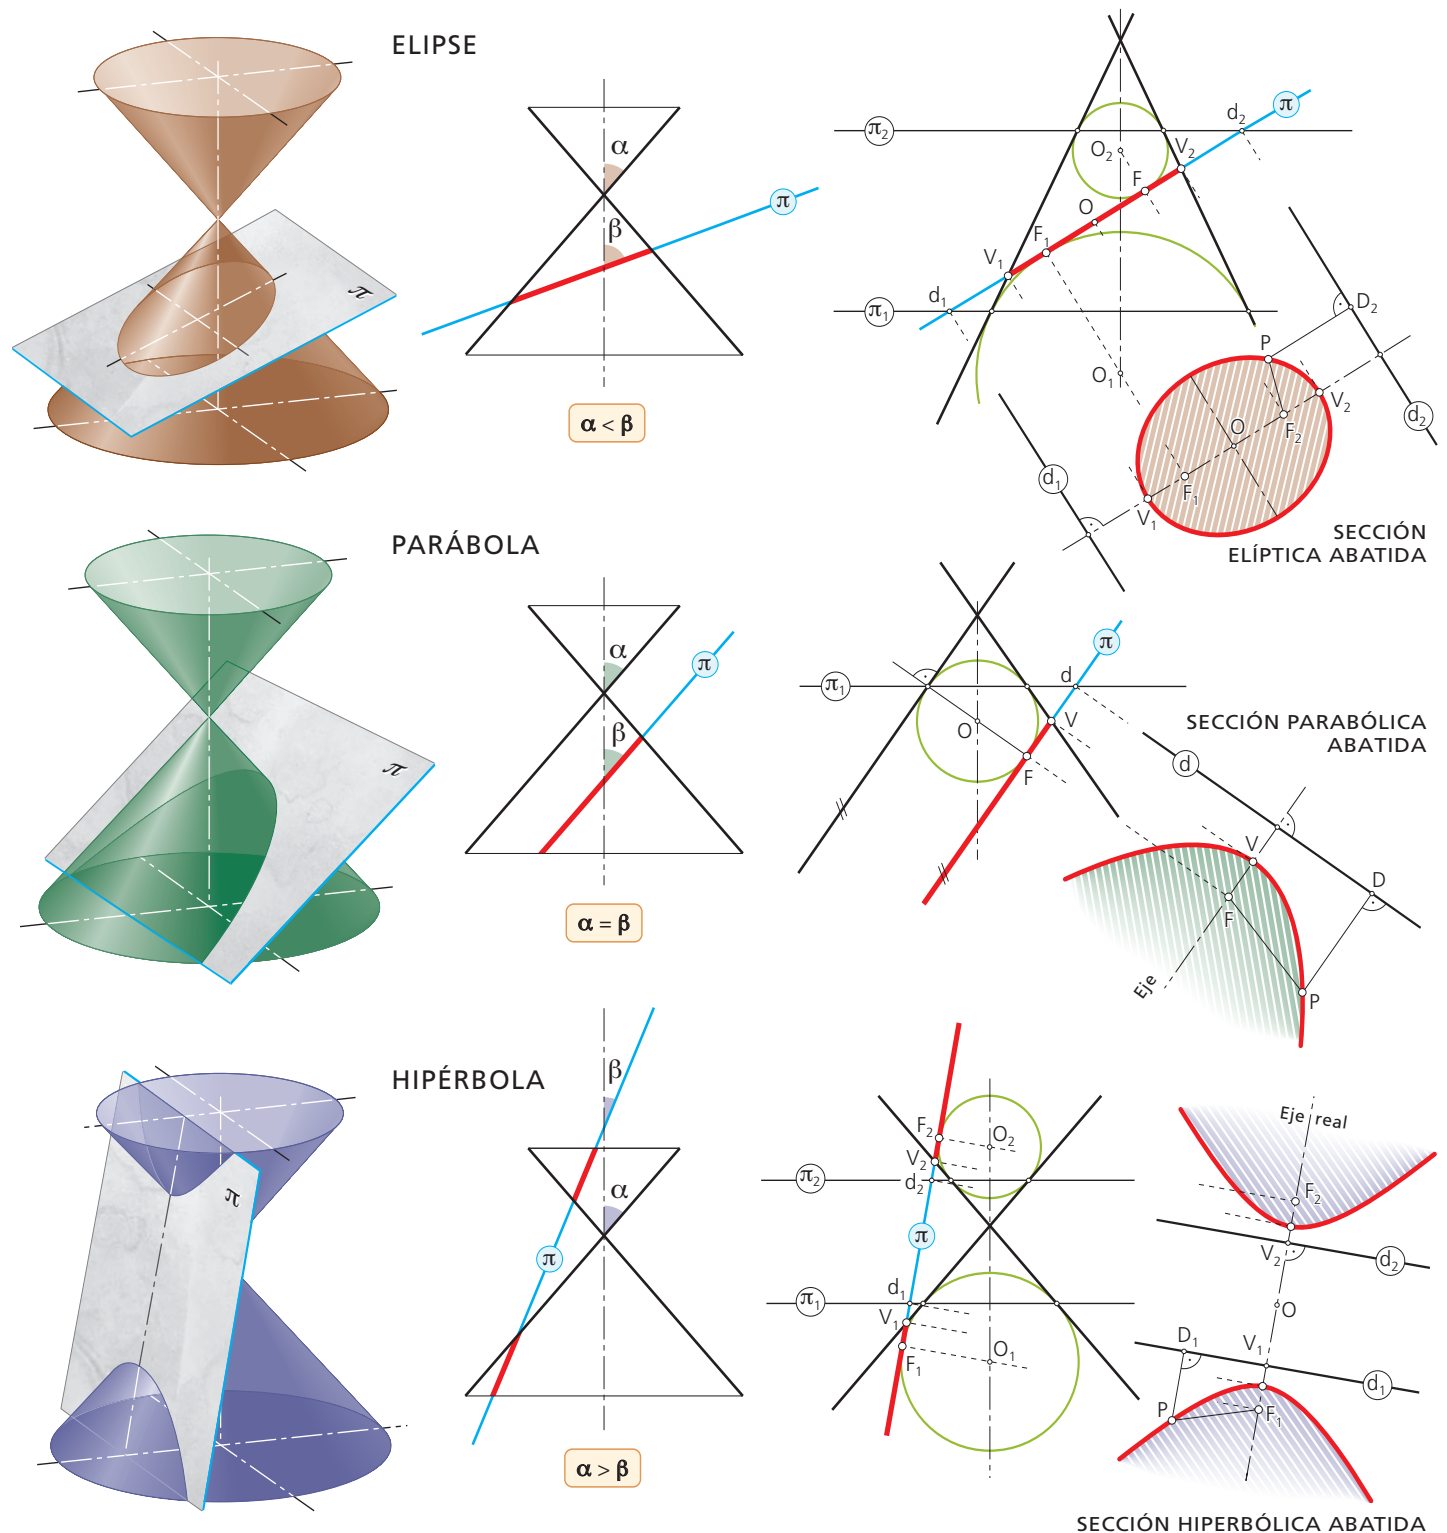 ELIPSE
α
β
π
π
α < β
π₂
d₂
π
V₂
O₂
F
O
F₁
V₁
d₁
π₁
O₁
D₂
P
V₂
d₂
O
F₂
d₁
F₁
V₁
SECCIÓN
ELÍPTICA ABATIDA
PARÁBOLA
α
β
π
π
α = β
π₁
d
π
O
V
F
SECCIÓN PARABÓLICA
ABATIDA
d
V
D
F
Eje
P
HIPÉRBOLA
β
α
π
π
α > β
F₂
O₂
V₂
π₂
d₂
π
d₁
π₁
V₁
O₁
F₁
Eje real
F₂
V₂
d₂
O
D₁
V₁
d₁
P
F₁
SECCIÓN HIPERBÓLICA ABATIDA